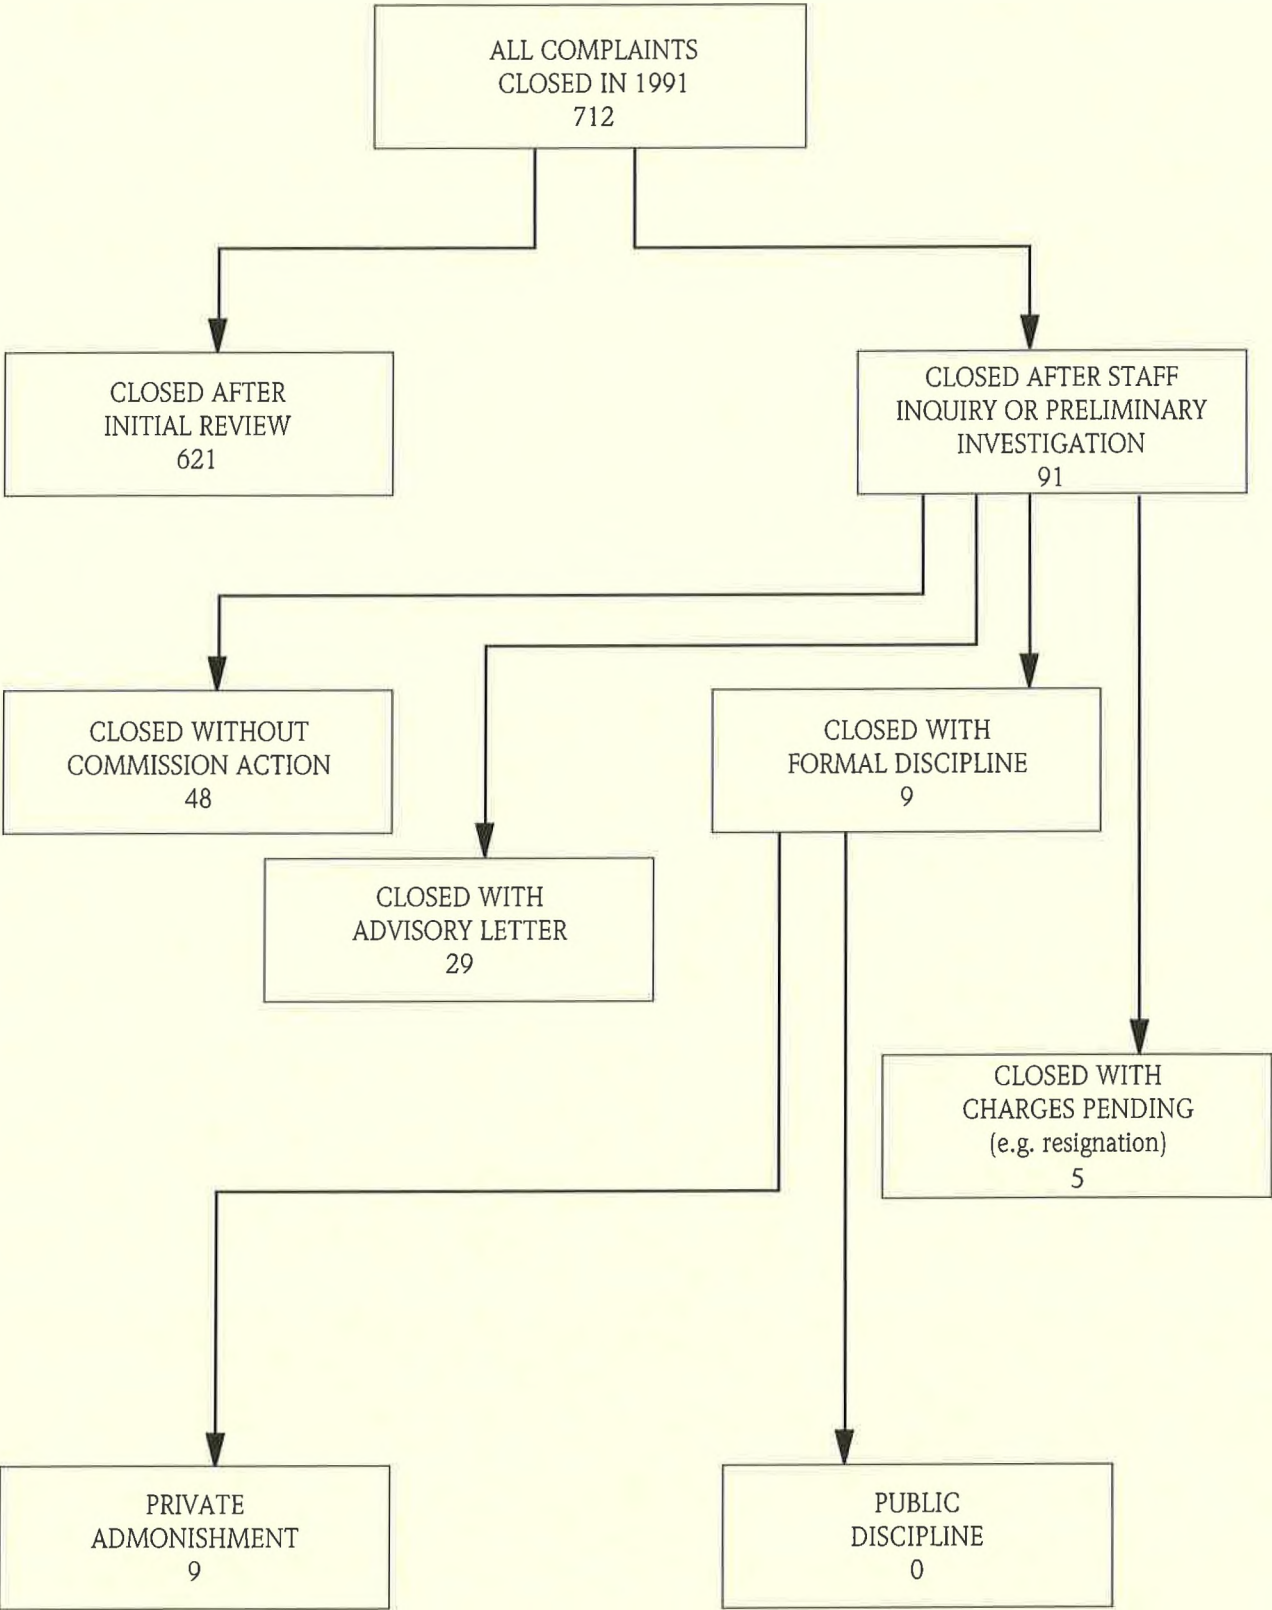 ALL COMPLAINTS
CLOSED IN 1991
712
CLOSED AFTER
INITIAL REVIEW
621
CLOSED AFTER STAFF
INQUIRY OR PRELIMINARY
INVESTIGATION
91
CLOSED WITHOUT
COMMISSION ACTION
48
CLOSED WITH
ADVISORY LETTER
29
CLOSED WITH
FORMAL DISCIPLINE
9
CLOSED WITH
CHARGES PENDING
(e.g. resignation)
5
PRIVATE
ADMONISHMENT
9
PUBLIC
DISCIPLINE
0